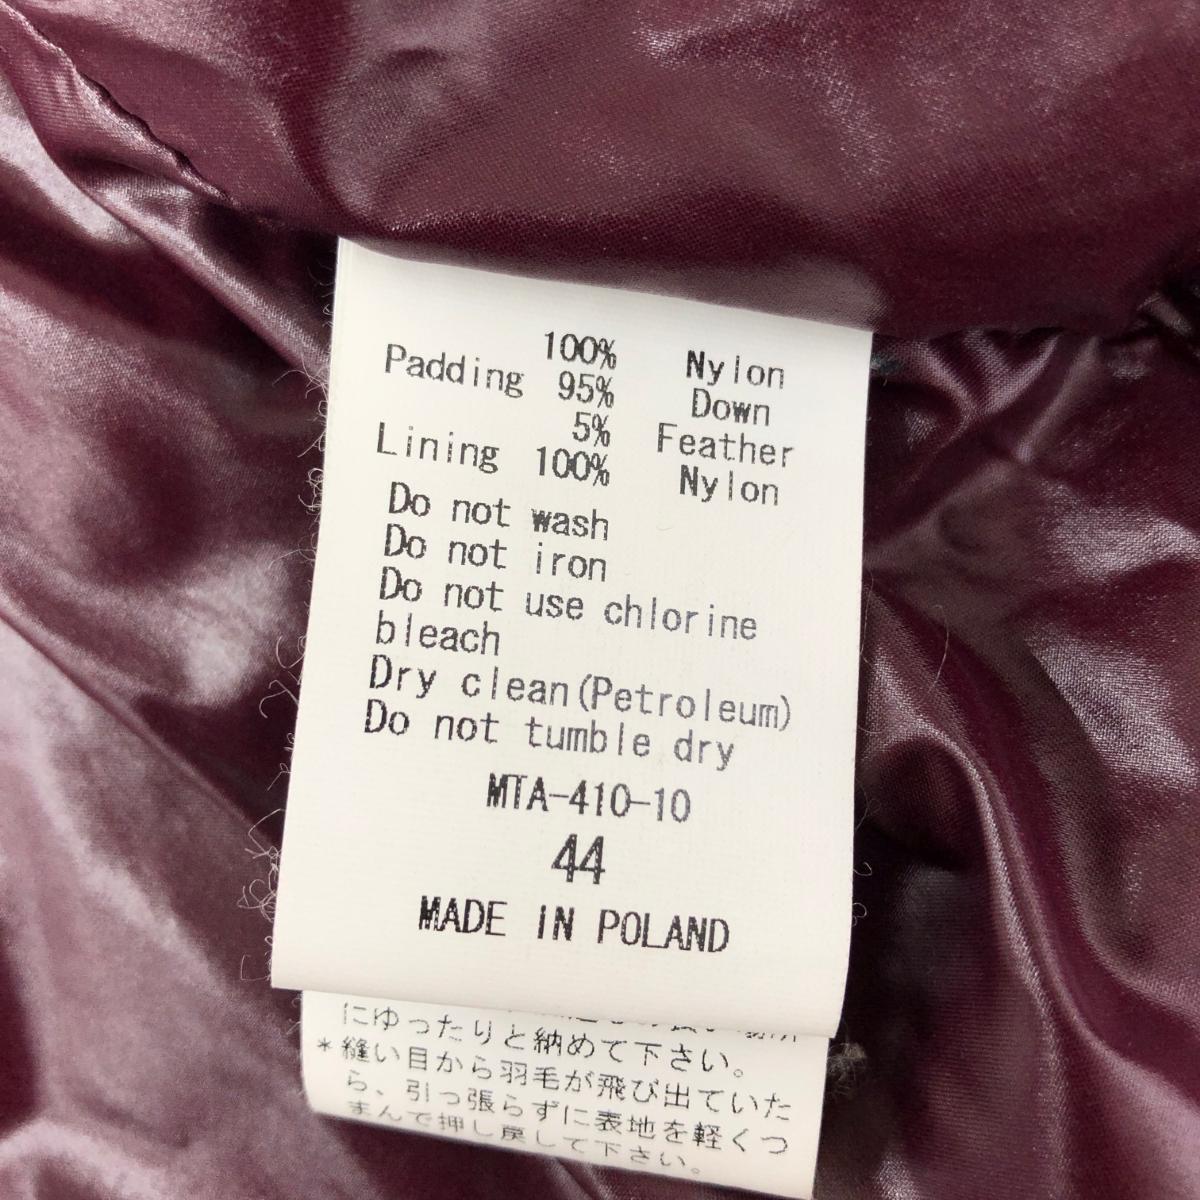 100% Nylon
Padding 95% Down
5% Feather
Lining 100% Nylon
Do not wash
Do not iron
Do not use chlorine
bleach
Dry clean(Petroleum)
Do not tumble dry
MTA-410-10
44
MADE IN POLAND
にゆったりと納めて下さい。
*縫い目から羽毛が飛び出ていた
ら、引っ張らずに表地を軽くつ
まんで押し戻して下さい。